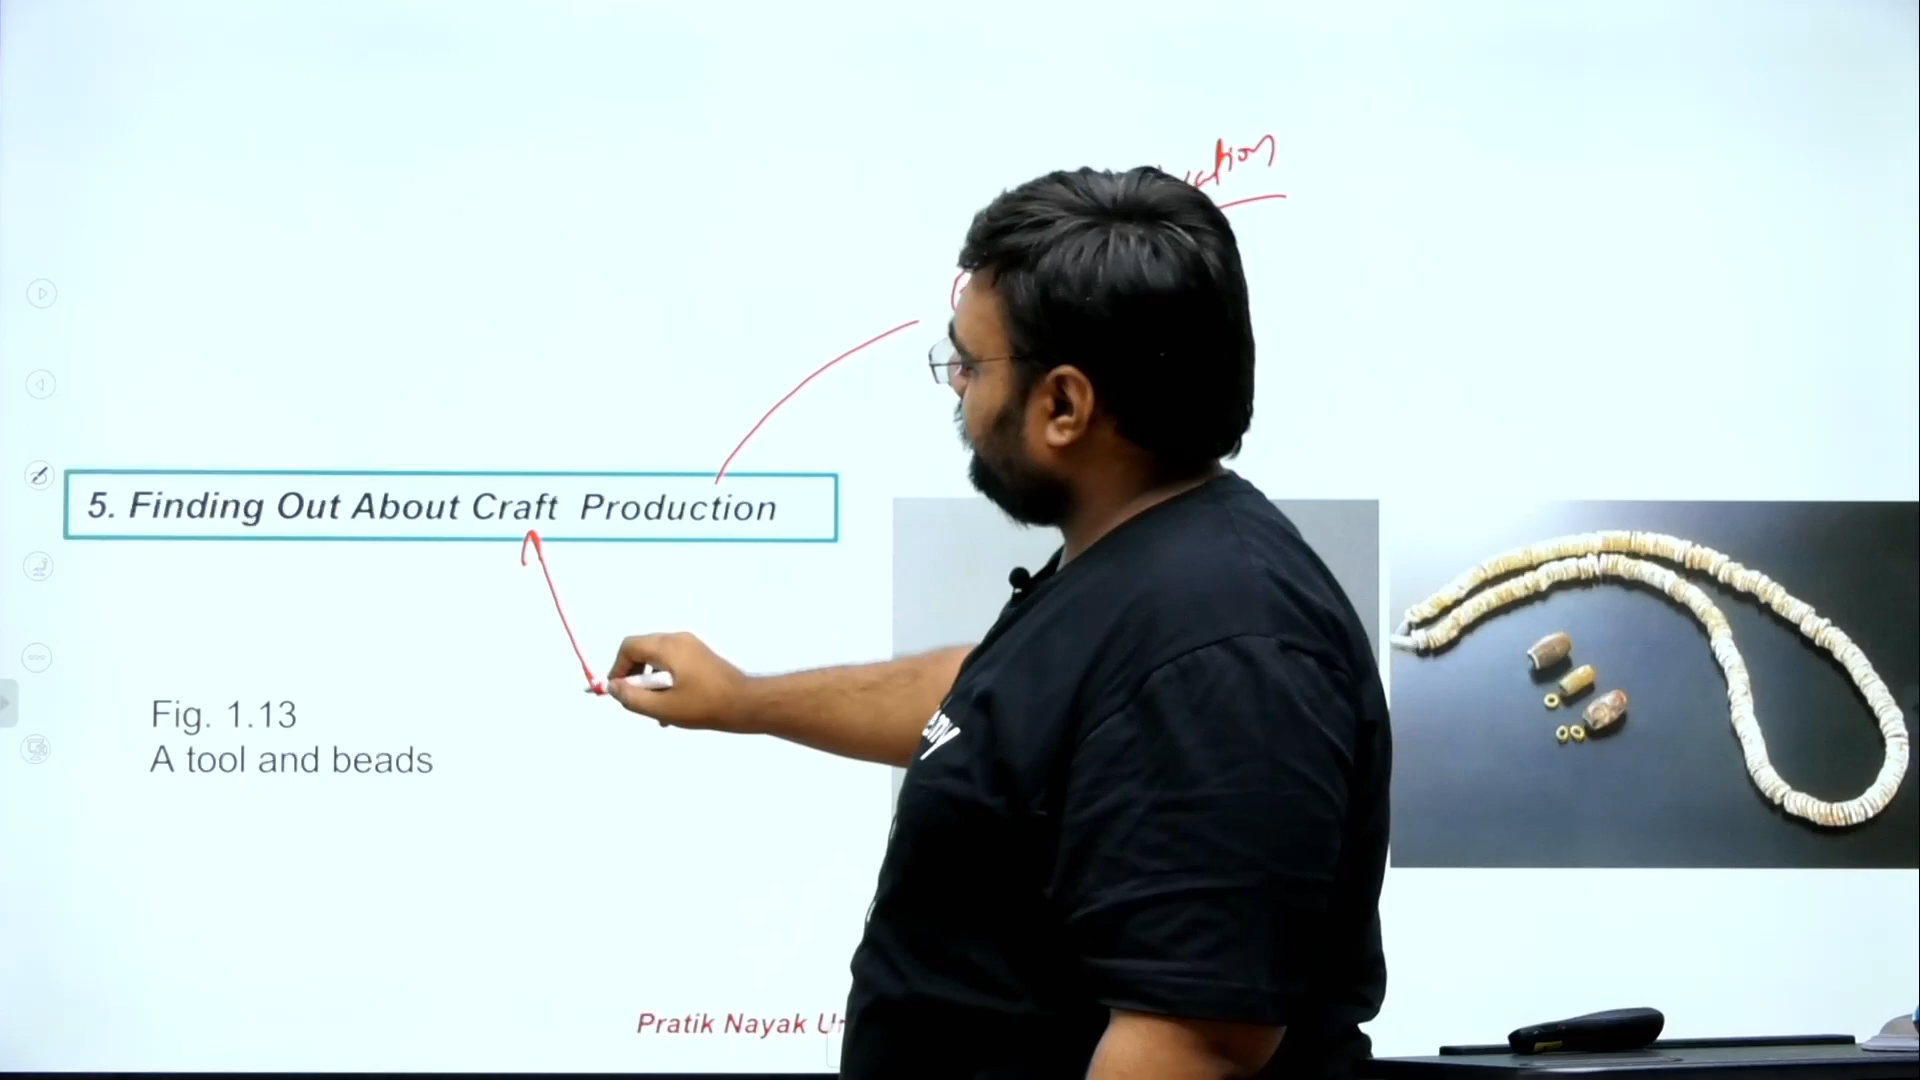 5. Finding Out About Craft Production
Fig. 1.13
A tool and beads
Pratik Nayak